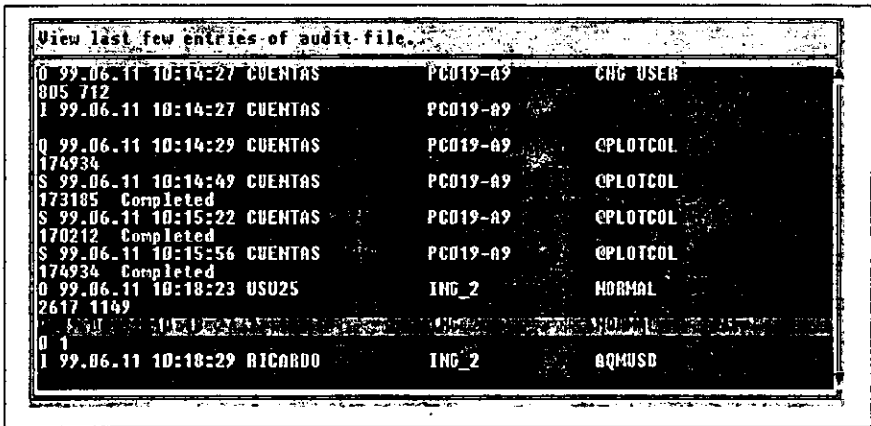 View last few entries of audit file.
O 99.06.11 10:14:27 CUENTAS PC019-A9 CHG USER
805 712
I 99.06.11 10:14:27 CUENTAS PC019-A9
Q 99.06.11 10:14:29 CUENTAS PC019-A9 @PLOTCOL
174934
S 99.06.11 10:14:49 CUENTAS PC019-A9 @PLOTCOL
173185 Completed
S 99.06.11 10:15:22 CUENTAS PC019-A9 @PLOTCOL
170212 Completed
S 99.06.11 10:15:56 CUENTAS PC019-A9 @PLOTCOL
174934 Completed
O 99.06.11 10:18:23 USU25 ING_2 NORMAL
2617 1149
0 1
I 99.06.11 10:18:29 RICARDO ING_2